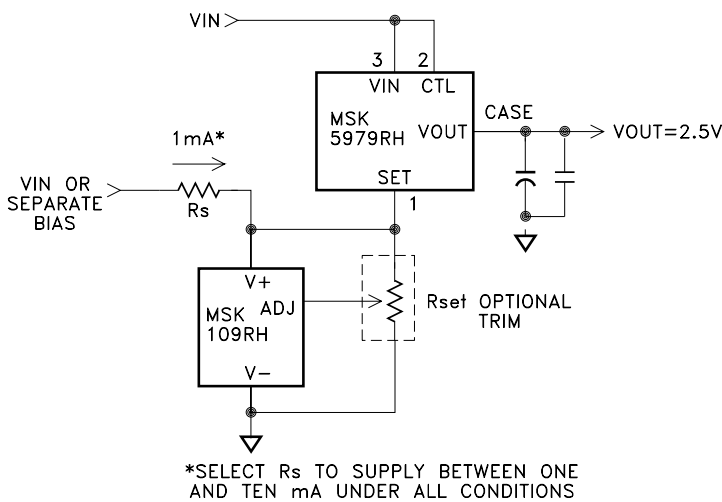 VIN
3
2
VIN
CTL
MSK
5979RH
VOUT
CASE
VOUT=2.5V
SET
1
1mA*
VIN OR
SEPARATE
BIAS
Rs
V+
ADJ
MSK
109RH
V-
Rset OPTIONAL
TRIM
*SELECT Rs TO SUPPLY BETWEEN ONE
AND TEN mA UNDER ALL CONDITIONS